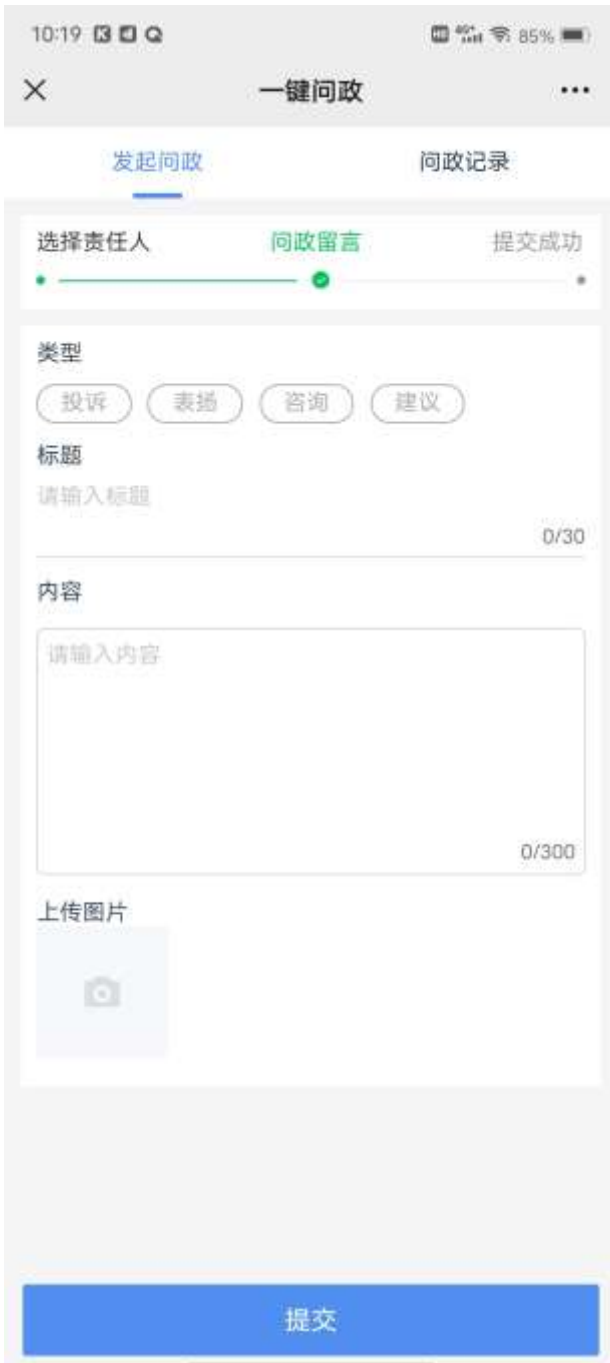 10:19 85%
一键问政
发起问政 问政记录
选择责任人 问政留言 提交成功
类型
投诉 表扬 咨询 建议
标题
请输入标题
0/30
内容
请输入内容
0/300
上传图片
提交